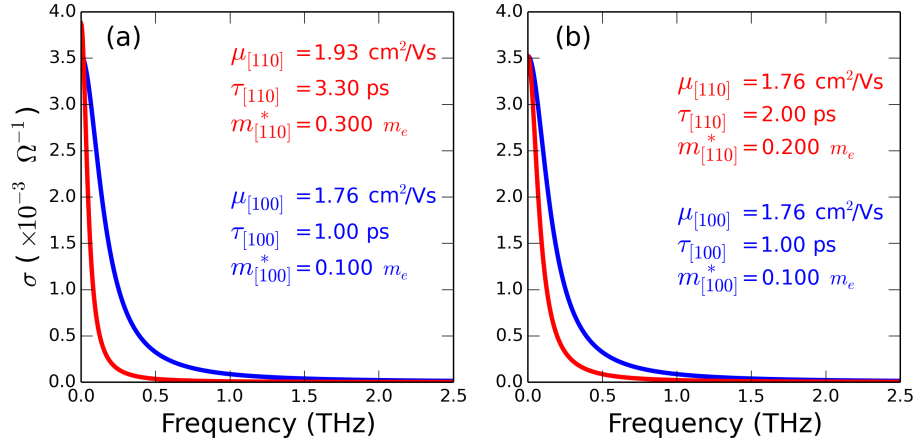 (a)
μ[110] = 1.93 cm²/Vs
τ[110] = 3.30 ps
m*[110] = 0.300 mₑ
μ[100] = 1.76 cm²/Vs
τ[100] = 1.00 ps
m*[100] = 0.100 mₑ
σ ( ×10⁻³ Ω⁻¹)
4.0
3.5
3.0
2.5
2.0
1.5
1.0
0.5
0.0
0.0 0.5 1.0 1.5 2.0 2.5
Frequency (THz)
(b)
μ[110] = 1.76 cm²/Vs
τ[110] = 2.00 ps
m*[110] = 0.200 mₑ
μ[100] = 1.76 cm²/Vs
τ[100] = 1.00 ps
m*[100] = 0.100 mₑ
4.0
3.5
3.0
2.5
2.0
1.5
1.0
0.5
0.0
0.0 0.5 1.0 1.5 2.0 2.5
Frequency (THz)